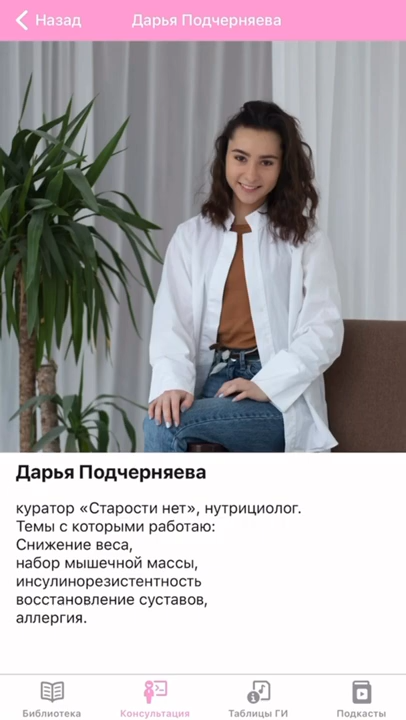 Назад
Дарья Подчерняева
Дарья Подчерняева
куратор «Старости нет», нутрициолог.
Темы с которыми работаю:
Снижение веса,
набор мышечной массы,
инсулинорезистентность
восстановление суставов,
аллергия.
Библиотека
Консультация
Таблицы ГИ
Подкасты